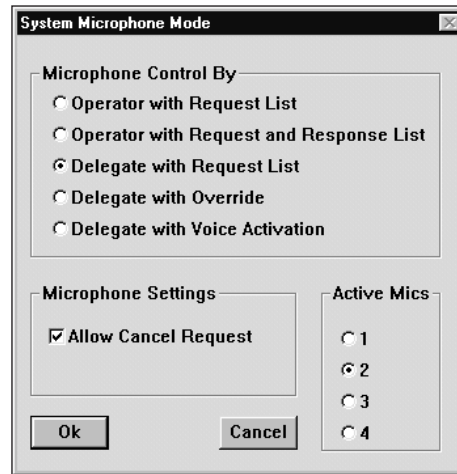 System Microphone Mode
Microphone Control By
Operator with Request List
Operator with Request and Response List
Delegate with Request List
Delegate with Override
Delegate with Voice Activation
Microphone Settings
Allow Cancel Request
Active Mics
1
2
3
4
Ok
Cancel